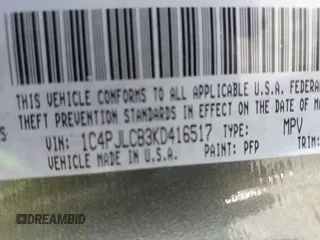 THIS VEHICLE CONFORMS TO ALL APPLICABLE U.S.A. FEDERAL
THEFT PREVENTION STANDARDS IN EFFECT ON THE DATE OF MA
VIN: 1C4PJLCB3KD416517 TYPE: MPV
VEHICLE MADE IN U.S.A. PAINT: PFP TRIM:
DREAMBID